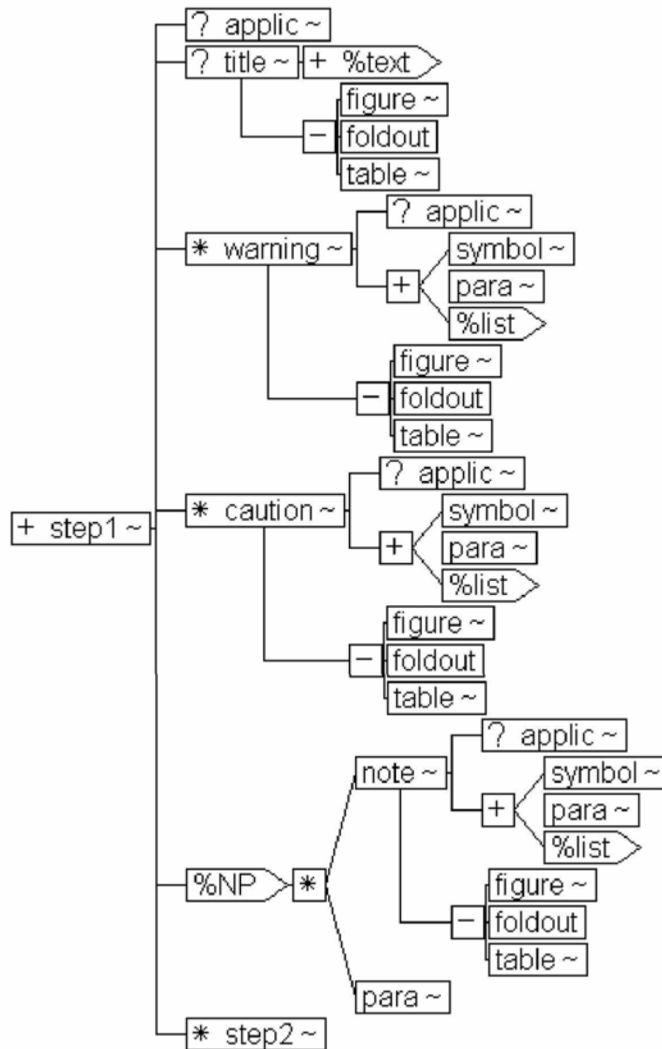 ? applic ~
? title ~ + %text
figure ~
− foldout
table ~
? applic ~
* warning ~
symbol ~
+ para ~
%list
figure ~
− foldout
table ~
? applic ~
+ step1 ~ * caution ~ symbol ~
+ para ~
%list
figure ~
− foldout
table ~
? applic ~
note ~ symbol ~
+ para ~
%list
%NP * figure ~
− foldout
table ~
para ~
* step2 ~